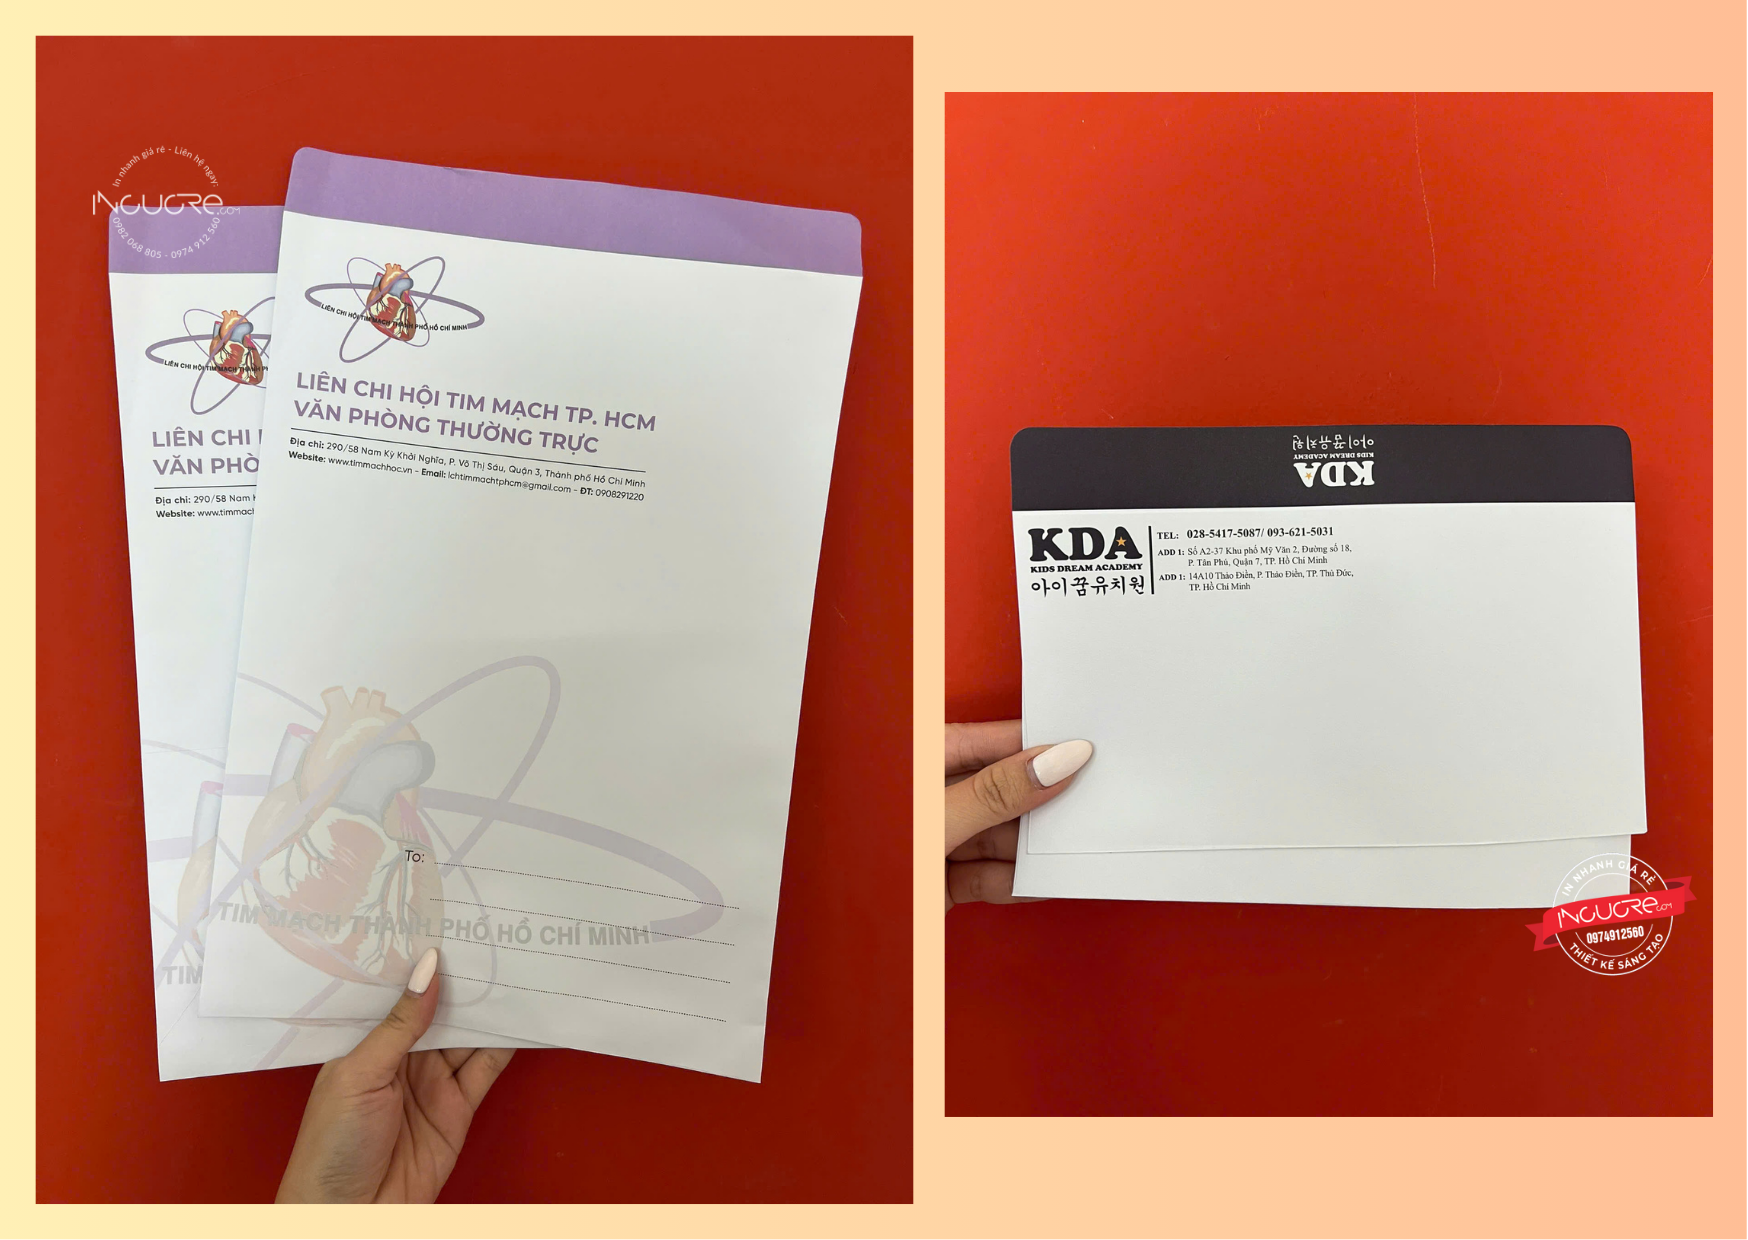 In nhanh giá rẻ - Liên hệ ngay:
INCUCRE.COM
0982 068 805 - 0974 912 560
LIÊN CHI HỘI TIM MẠCH THÀNH PHỐ HỒ CHÍ MINH
LIÊN CHI HỘI TIM MẠCH TP. HCM
VĂN PHÒNG THƯỜNG TRỰC
Địa chỉ: 290/58 Nam Kỳ Khởi Nghĩa, P. Võ Thị Sáu, Quận 3, Thành phố Hồ Chí Minh
Website: www.timmachhoc.vn - Email: lchtimmachtphcm@gmail.com - ĐT: 0908291220
To:
TIM MẠCH THÀNH PHỐ HỒ CHÍ MINH
LIÊN CHI HỘI TIM MẠCH THÀNH PH
LIÊN CHI
VĂN PHÒ
Địa chỉ: 290/58 Nam
Website: www.timmach
TIM
아이꿈유치원
KIDS DREAM ACADEMY
KDA
KDA
KIDS DREAM ACADEMY
아이꿈유치원
TEL: 028-5417-5087/ 093-621-5031
ADD 1: Số A2-37 Khu phố Mỹ Văn 2, Đường số 18,
P. Tân Phú, Quận 7, TP. Hồ Chí Minh
ADD 1: 14A10 Thảo Điền, P. Thảo Điền, TP. Thủ Đức,
TP. Hồ Chí Minh
IN NHANH GIÁ RẺ
INCUCRE.COM
0974912560
THIẾT KẾ SÁNG TẠO